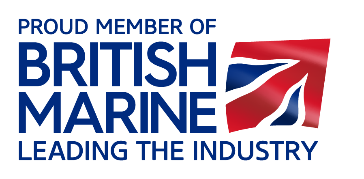 PROUD MEMBER OF
BRITISH
MARINE
LEADING THE INDUSTRY